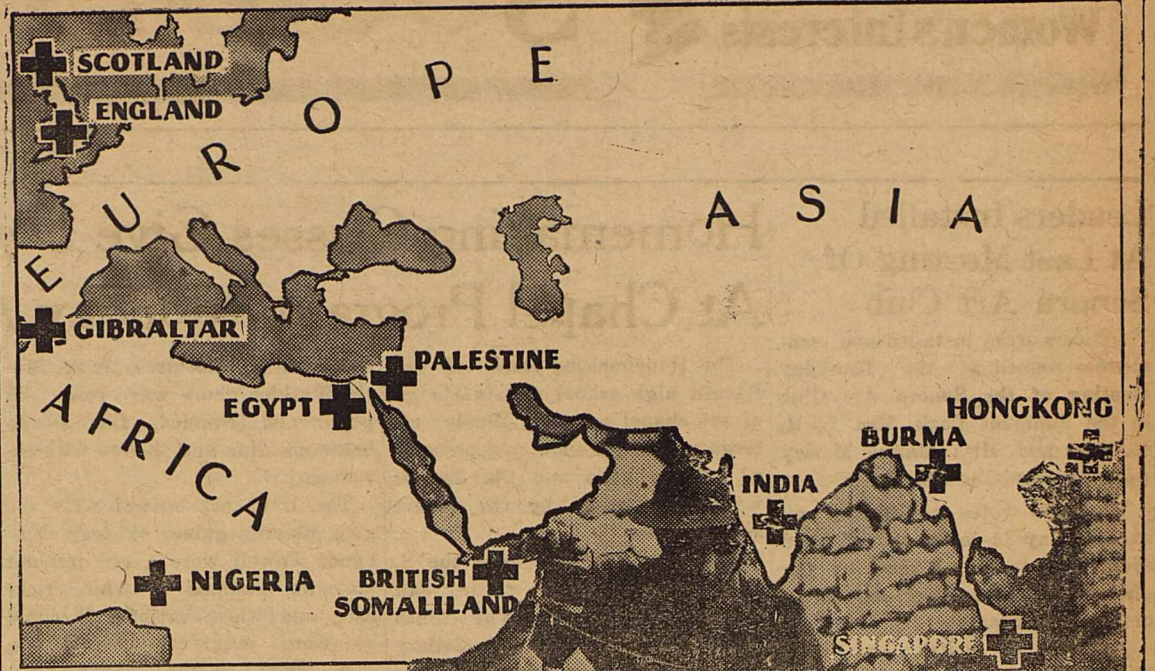 SCOTLAND
ENGLAND
EUROPE
ASIA
GIBRALTAR
PALESTINE
EGYPT
AFRICA
HONGKONG
BURMA
INDIA
NIGERIA
BRITISH
SOMALILAND
SINGAPORE